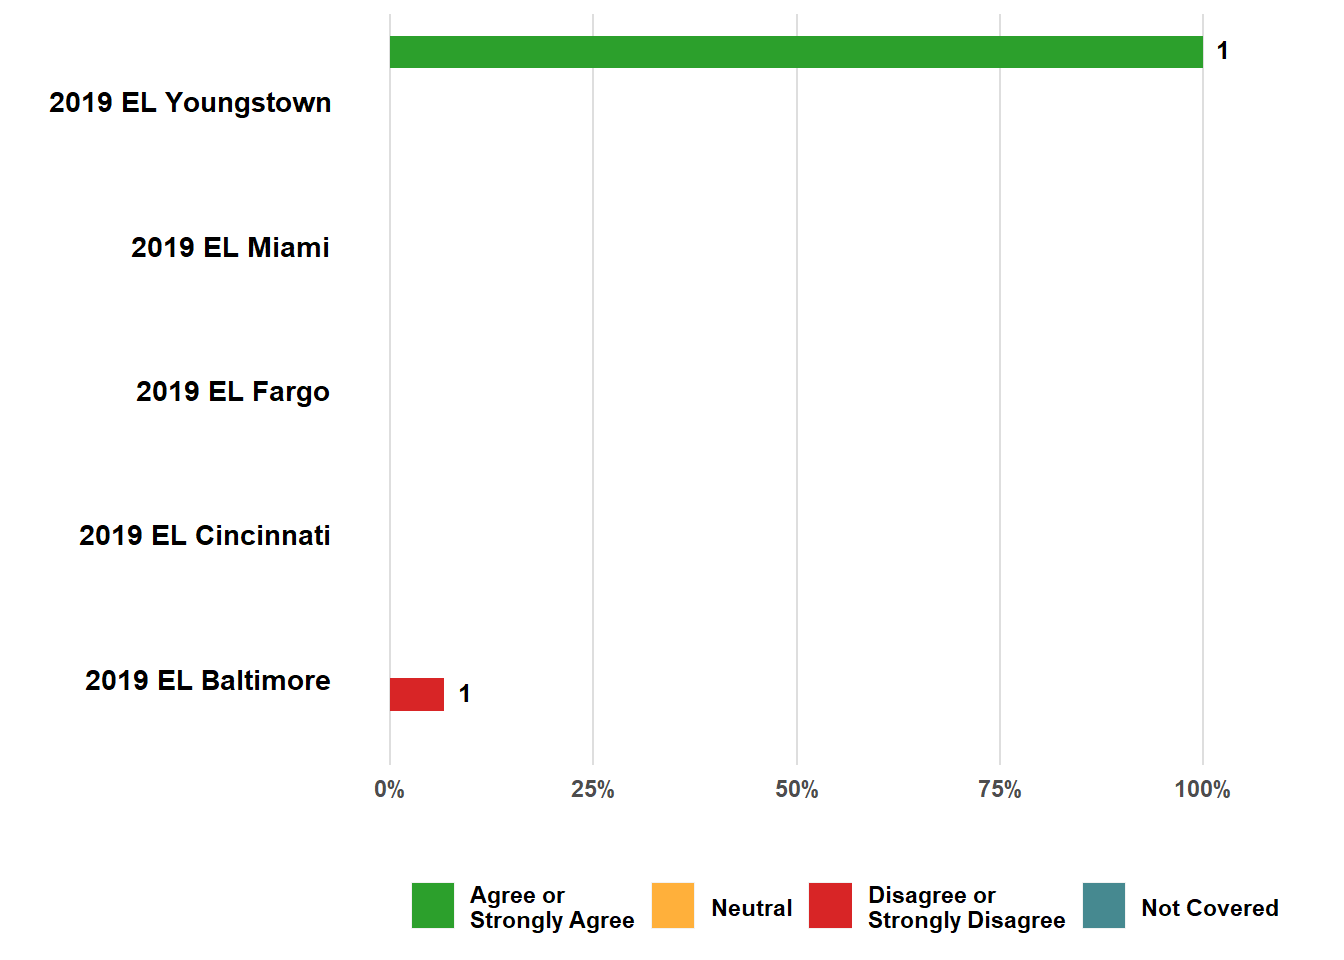 1
2019 EL Youngstown
2019 EL Miami
2019 EL Fargo
2019 EL Cincinnati
2019 EL Baltimore
1
0% 25% 50% 75% 100%
Agree or
Strongly Agree
Neutral
Disagree or
Strongly Disagree
Not Covered